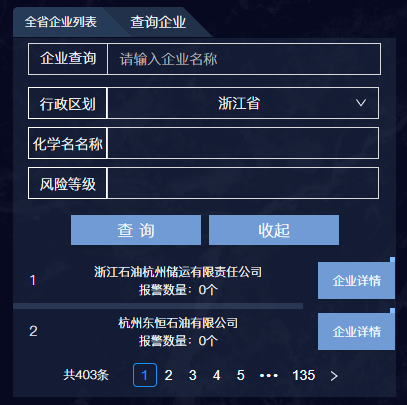 全省企业列表 查询企业
企业查询 请输入企业名称
行政区划 浙江省
化学名名称
风险等级
查 询 收起
1 浙江石油杭州储运有限责任公司 企业详情
报警数量：0个
2 杭州东恒石油有限公司 企业详情
报警数量：0个
共403条 1 2 3 4 5 ••• 135 >